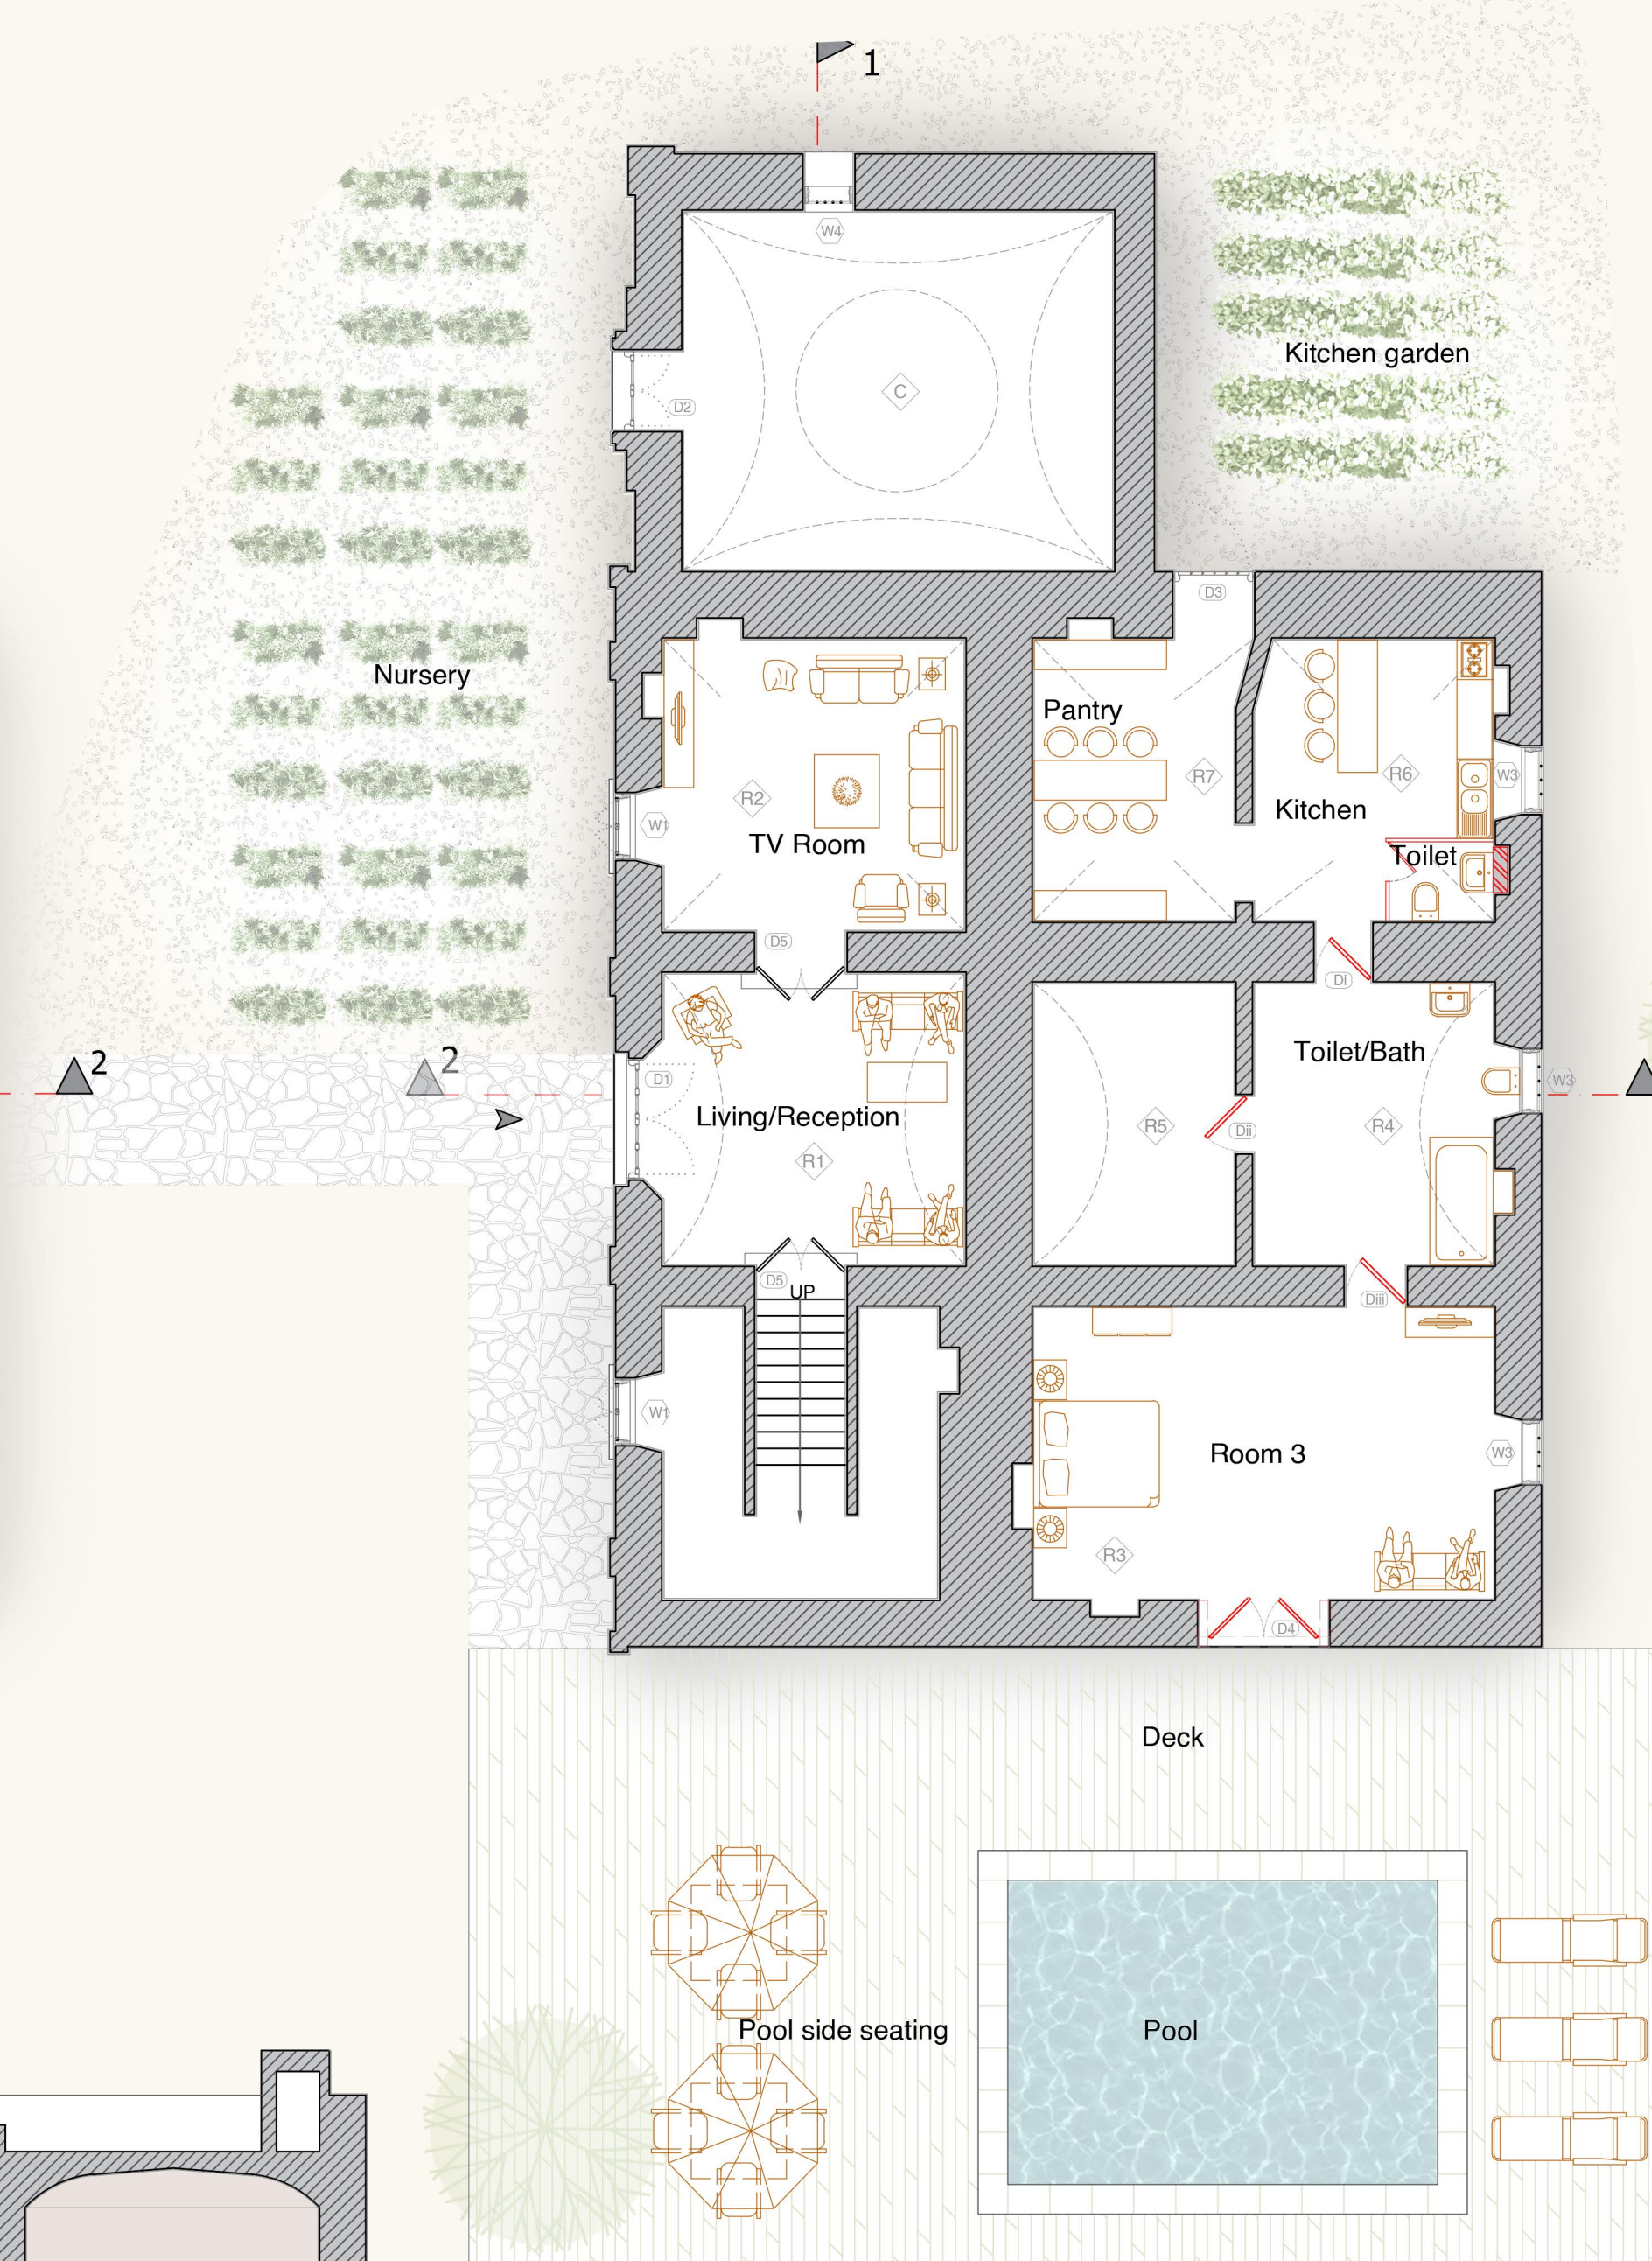 1
W4
Kitchen garden
C
D2
D3
Nursery
Pantry
R7
R6
W3
R2
W1
Kitchen
TV Room
Toilet
D5
Di
Toilet/Bath
2
2
D1
W3
Living/Reception
R5
Dii
R4
R1
D5
UP
Diii
W1
Room 3
W3
R3
D4
Deck
Pool side seating
Pool